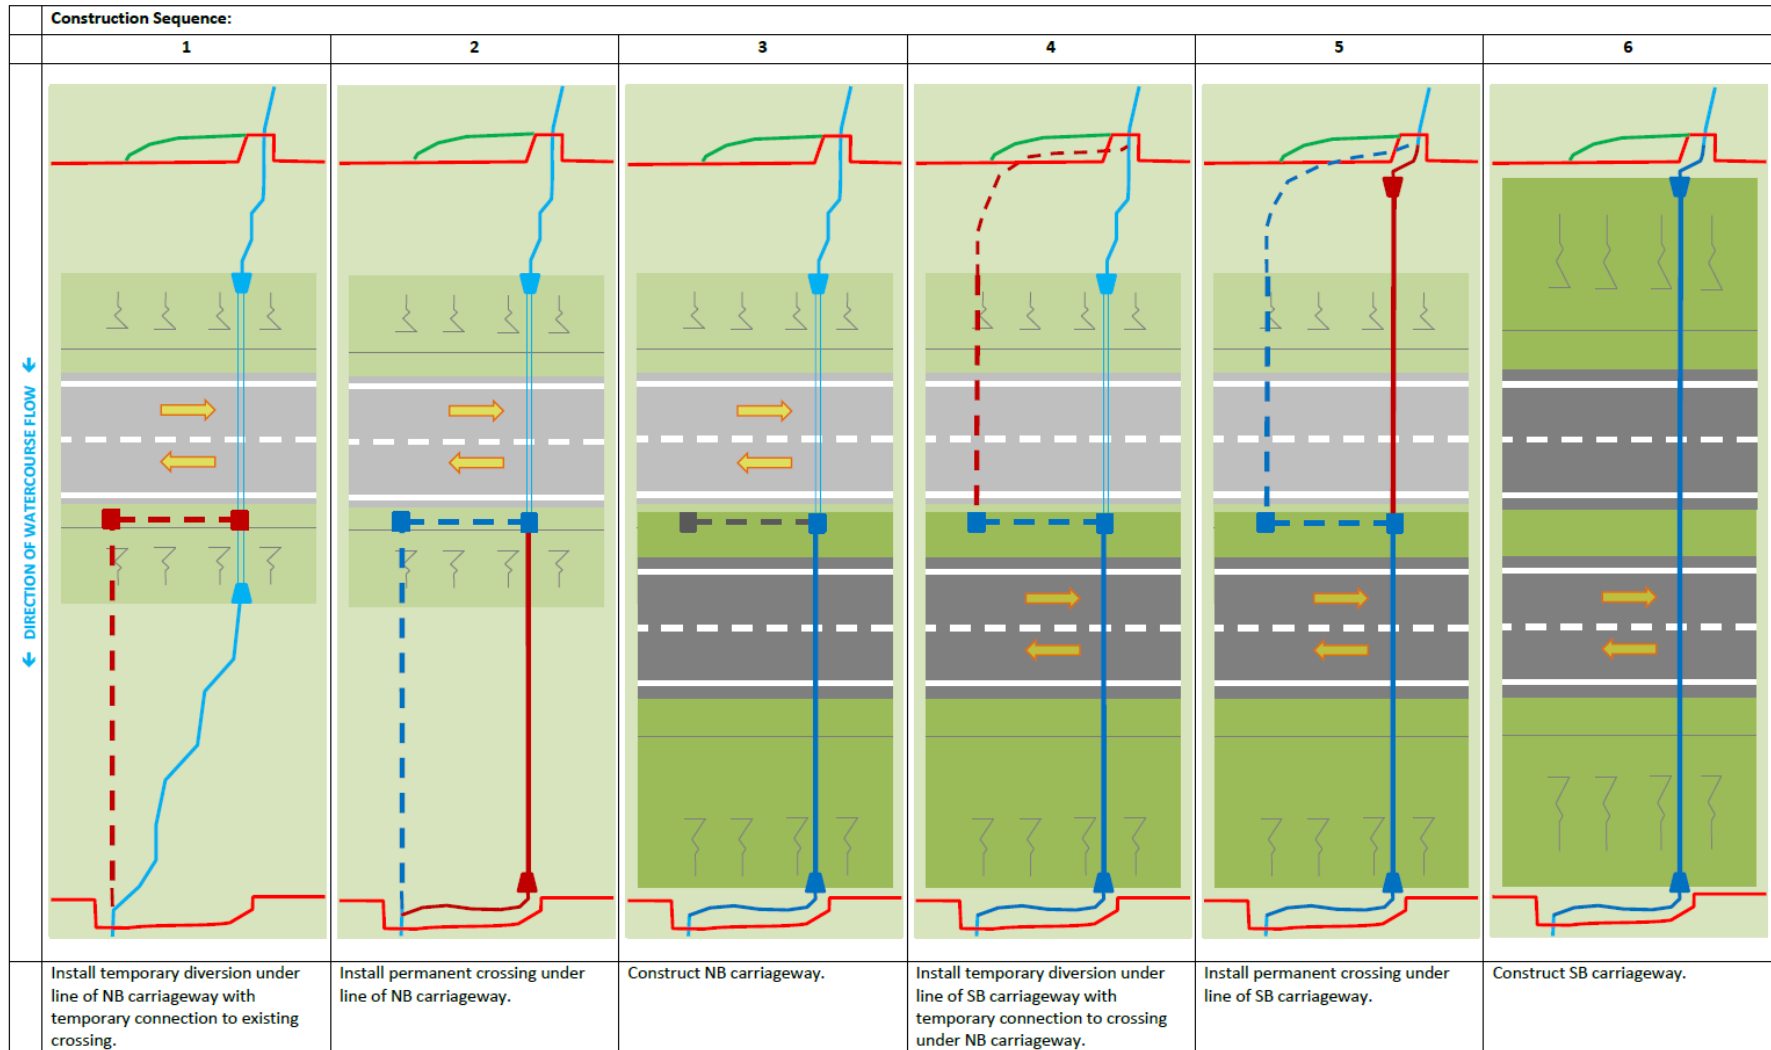 Construction Sequence:
1
2
3
4
5
6
← DIRECTION OF WATERCOURSE FLOW ←
Install temporary diversion under
line of NB carriageway with
temporary connection to existing
crossing.
Install permanent crossing under
line of NB carriageway.
Construct NB carriageway.
Install temporary diversion under
line of SB carriageway with
temporary connection to crossing
under NB carriageway.
Install permanent crossing under
line of SB carriageway.
Construct SB carriageway.